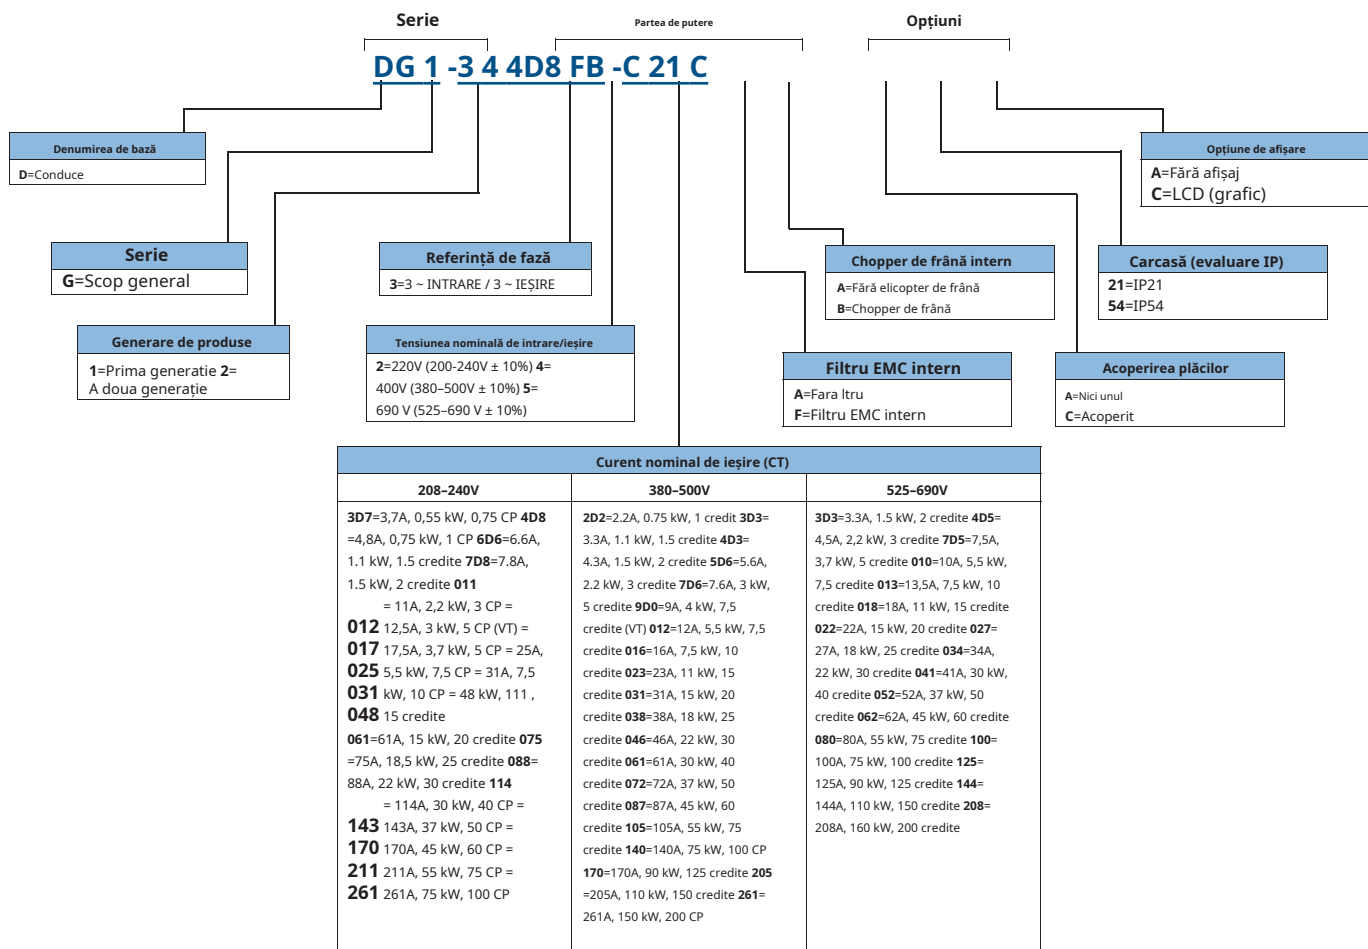 Serie
Partea de putere
Opțiuni
DG 1 -3 4 4D8 FB -C 21 C
Denumirea de bază
D=Conduce
Opțiune de afișare
A=Fără afișaj
C=LCD (grafic)
Serie
G=Scop general
Referință de fază
3=3 ~ INTRARE / 3 ~ IEȘIRE
Chopper de frână intern
A=Fără elicopter de frână
B=Chopper de frână
Carcasă (evaluare IP)
21=IP21
54=IP54
Generare de produse
1=Prima generatie 2=
A doua generație
Tensiunea nominală de intrare/ieșire
2=220V (200-240V ± 10%) 4=
400V (380–500V ± 10%) 5=
690 V (525–690 V ± 10%)
Filtru EMC intern
A=Fara ltru
F=Filtru EMC intern
Acoperirea plăcilor
A=Nici unul
C=Acoperit
Curent nominal de ieșire (CT)
208–240V
3D7=3,7A, 0,55 kW, 0,75 CP 4D8
=4,8A, 0,75 kW, 1 CP 6D6=6.6A,
1.1 kW, 1.5 credite 7D8=7.8A,
1.5 kW, 2 credite 011
= 11A, 2,2 kW, 3 CP =
012 12,5A, 3 kW, 5 CP (VT) =
017 17,5A, 3,7 kW, 5 CP = 25A,
025 5,5 kW, 7,5 CP = 31A, 7,5
031 kW, 10 CP = 48 kW, 111 ,
048 15 credite
061=61A, 15 kW, 20 credite 075
=75A, 18,5 kW, 25 credite 088=
88A, 22 kW, 30 credite 114
= 114A, 30 kW, 40 CP =
143 143A, 37 kW, 50 CP =
170 170A, 45 kW, 60 CP =
211 211A, 55 kW, 75 CP =
261 261A, 75 kW, 100 CP
380–500V
2D2=2.2A, 0.75 kW, 1 credit 3D3=
3.3A, 1.1 kW, 1.5 credite 4D3=
4.3A, 1.5 kW, 2 credite 5D6=5.6A,
2.2 kW, 3 credite 7D6=7.6A, 3 kW,
5 credite 9D0=9A, 4 kW, 7,5
credite (VT) 012=12A, 5,5 kW, 7,5
credite 016=16A, 7,5 kW, 10
credite 023=23A, 11 kW, 15
credite 031=31A, 15 kW, 20
credite 038=38A, 18 kW, 25
credite 046=46A, 22 kW, 30
credite 061=61A, 30 kW, 40
credite 072=72A, 37 kW, 50
credite 087=87A, 45 kW, 60
credite 105=105A, 55 kW, 75
credite 140=140A, 75 kW, 100 CP
170=170A, 90 kW, 125 credite 205
=205A, 110 kW, 150 credite 261=
261A, 150 kW, 200 CP
525–690V
3D3=3.3A, 1.5 kW, 2 credite 4D5=
4,5A, 2,2 kW, 3 credite 7D5=7,5A,
3,7 kW, 5 credite 010=10A, 5,5 kW,
7,5 credite 013=13,5A, 7,5 kW, 10
credite 018=18A, 11 kW, 15 credite
022=22A, 15 kW, 20 credite 027=
27A, 18 kW, 25 credite 034=34A,
22 kW, 30 credite 041=41A, 30 kW,
40 credite 052=52A, 37 kW, 50
credite 062=62A, 45 kW, 60 credite
080=80A, 55 kW, 75 credite 100=
100A, 75 kW, 100 credite 125=
125A, 90 kW, 125 credite 144=
144A, 110 kW, 150 credite 208=
208A, 160 kW, 200 credite